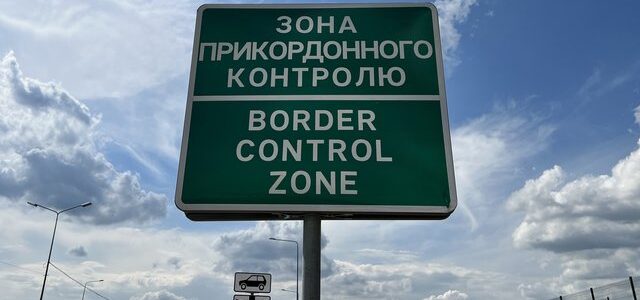 ЗОНА
ПРИКОРДОННОГО
КОНТРОЛЮ
BORDER
CONTROL
ZONE